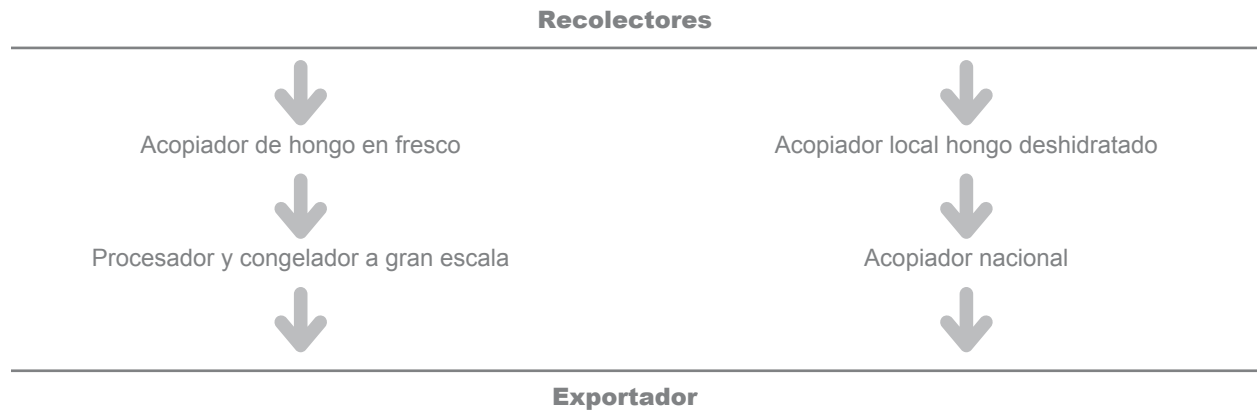 Recolectores
Acopiador de hongo en fresco
Acopiador local hongo deshidratado
Procesador y congelador a gran escala
Acopiador nacional
Exportador